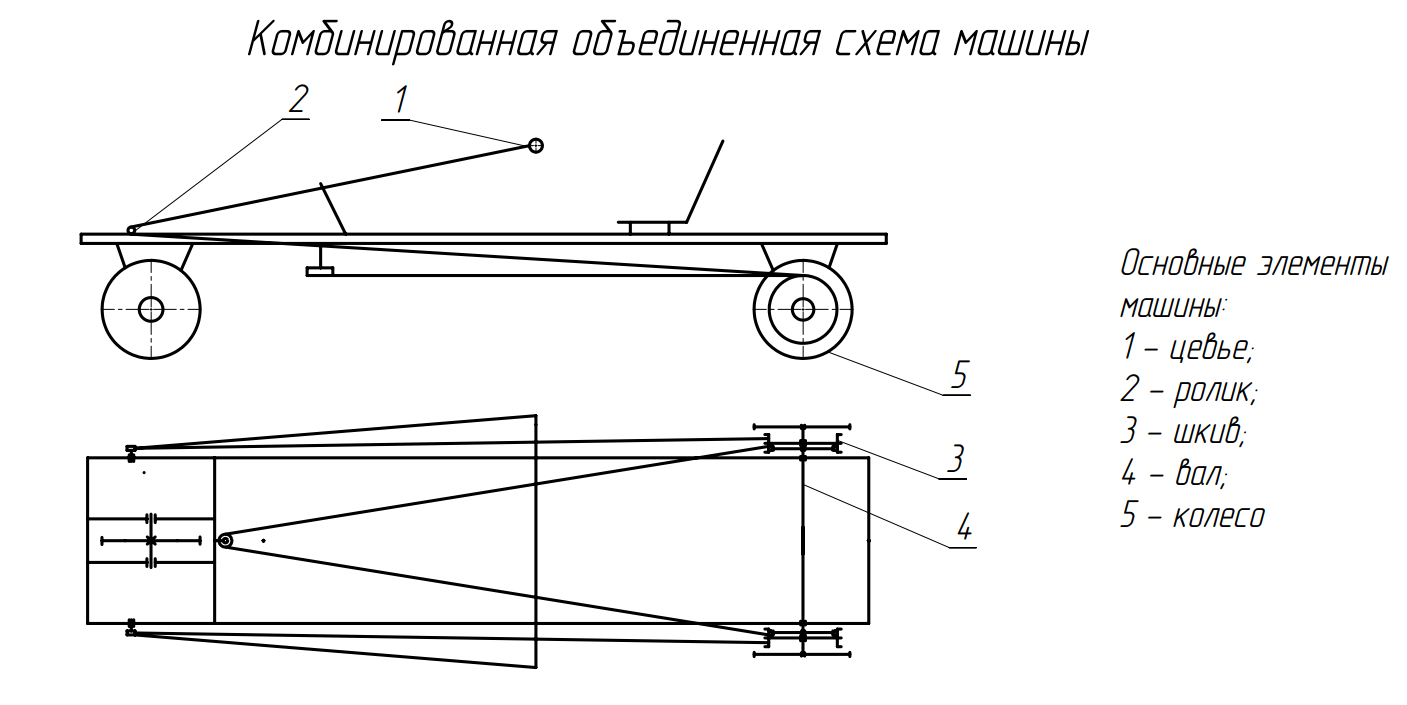 Комбинированная объединенная схема машины
2
1
5
3
4
Основные элементы
машины:
1 – цевье;
2 – ролик;
3 – шкив;
4 – вал;
5 – колесо